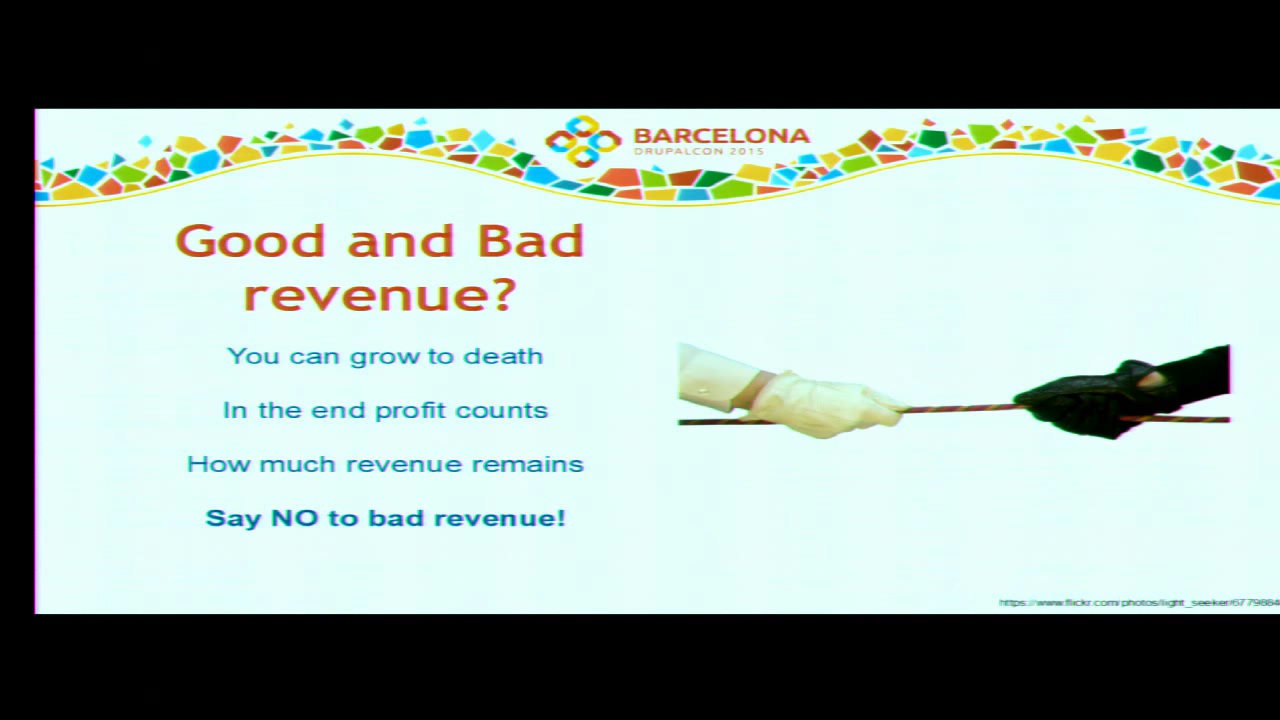 BARCELONA
DRUPALCON 2015
Good and Bad
revenue?
You can grow to death
In the end profit counts
How much revenue remains
Say NO to bad revenue!
https://www.flickr.com/photos/light_seeker/6779884